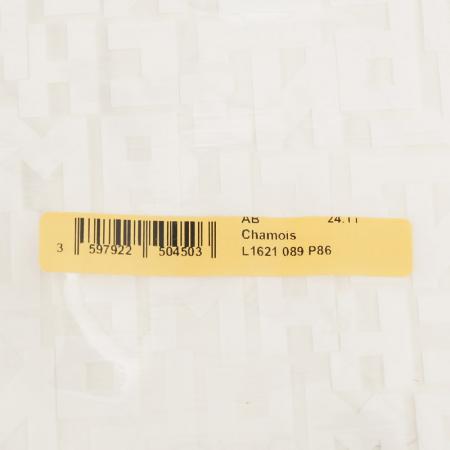 AB 24.11
Chamois
L1621 089 P86
3 597922 504503